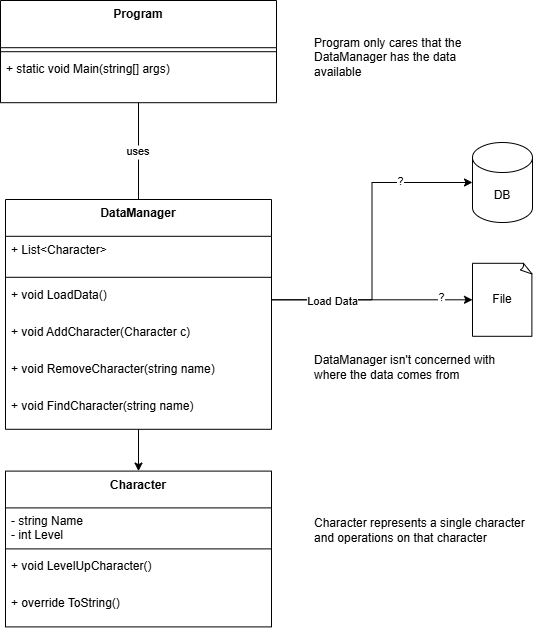 Program
+ static void Main(string[] args)
Program only cares that the
DataManager has the data
available
uses
DataManager
+ List<Character>
+ void LoadData()
+ void AddCharacter(Character c)
+ void RemoveCharacter(string name)
+ void FindCharacter(string name)
Load Data
?
DB
?
File
DataManager isn't concerned with
where the data comes from
Character
- string Name
- int Level
+ void LevelUpCharacter()
+ override ToString()
Character represents a single character
and operations on that character